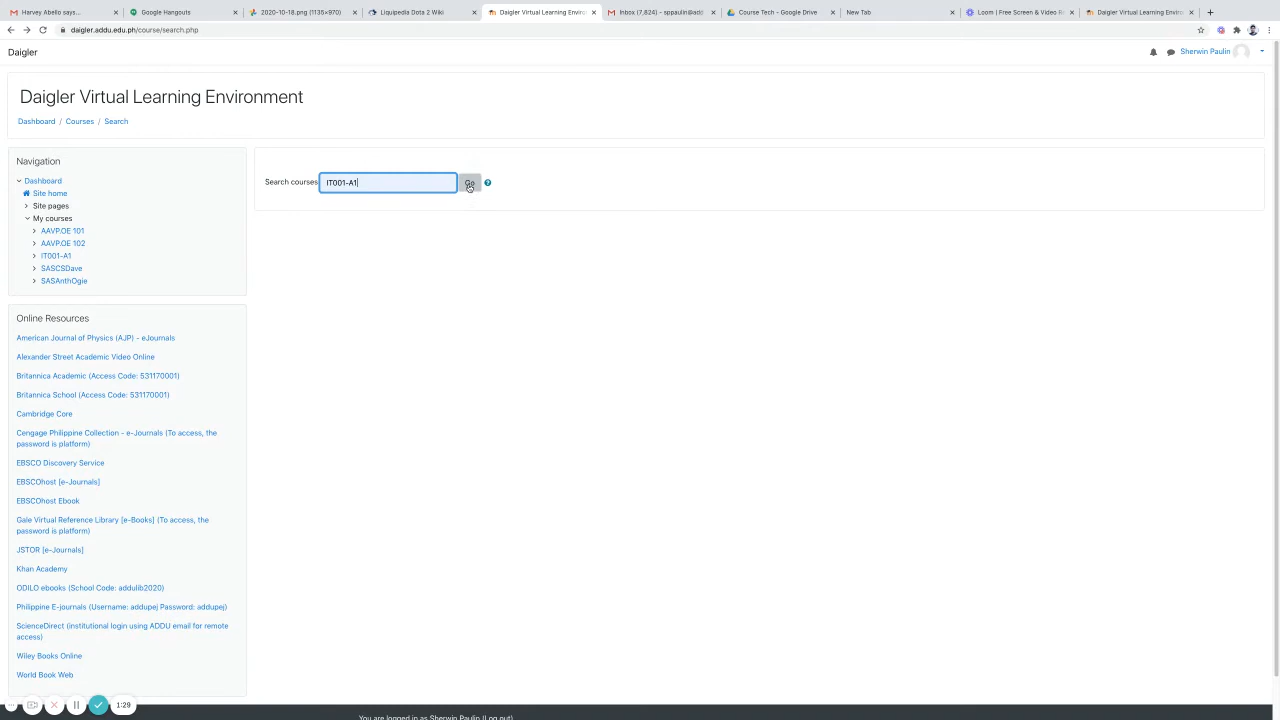 Harvey Abello says...
Google Hangouts
2020-10-18.png (1135×970)
Liquipedia Dota 2 Wiki
Daigler Virtual Learning Environ
Inbox (7,824) - sppaulin@add
Course Tech - Google Drive
New Tab
Loom | Free Screen & Video Re
Daigler Virtual Learning Environ
daigler.addu.edu.ph/course/search.php
Daigler
Sherwin Paulin
Daigler Virtual Learning Environment
Dashboard / Courses / Search
Navigation
Dashboard
Site home
Site pages
My courses
AAVP.OE 101
AAVP.OE 102
IT001-A1
SASCSDave
SASAnthOgie
Search courses
IT001-A1
Online Resources
American Journal of Physics (AJP) - eJournals
Alexander Street Academic Video Online
Britannica Academic (Access Code: 531170001)
Britannica School (Access Code: 531170001)
Cambridge Core
Cengage Philippine Collection - e-Journals (To access, the
password is platform)
EBSCO Discovery Service
EBSCOhost [e-Journals]
EBSCOhost Ebook
Gale Virtual Reference Library [e-Books] (To access, the
password is platform)
JSTOR [e-Journals]
Khan Academy
ODILO ebooks (School Code: addulib2020)
Philippine E-journals (Username: addupej Password: addupej)
ScienceDirect (institutional login using ADDU email for remote
access)
Wiley Books Online
World Book Web
1:29
You are logged in as Sherwin Paulin (Log out)